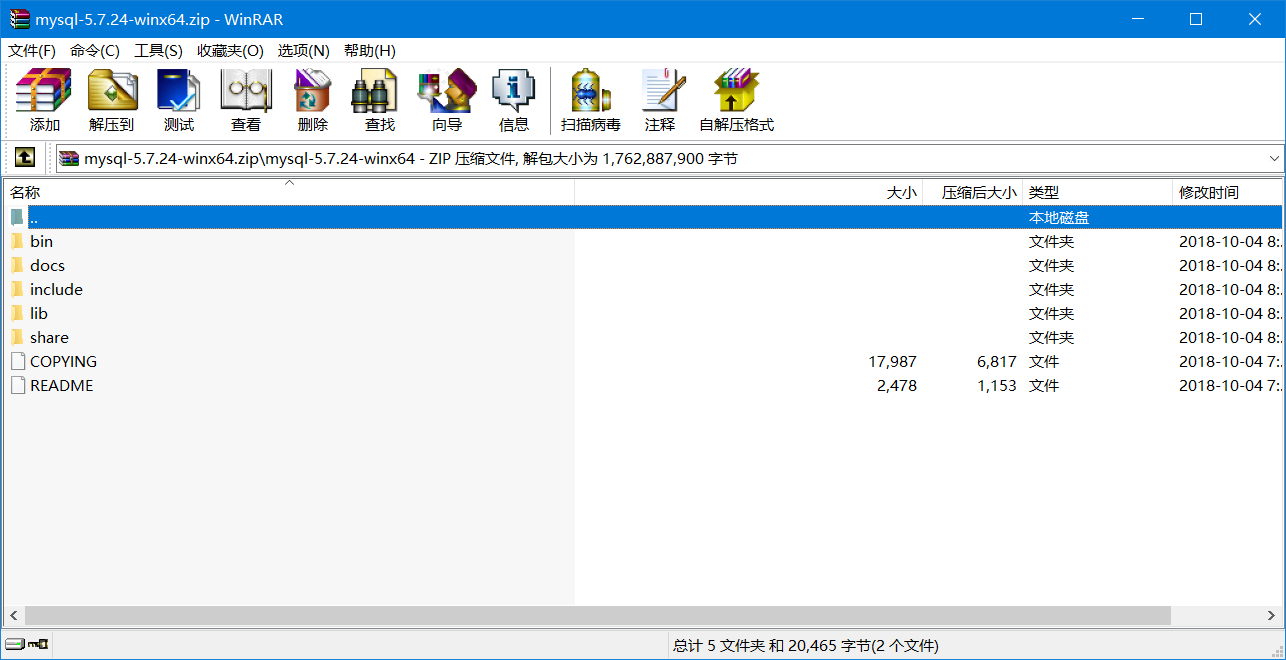 mysql-5.7.24-winx64.zip - WinRAR
文件(F) 命令(C) 工具(S) 收藏夹(O) 选项(N) 帮助(H)
添加 解压到 测试 查看 删除 查找 向导 信息 扫描病毒 注释 自解压格式
mysql-5.7.24-winx64.zip\mysql-5.7.24-winx64 - ZIP 压缩文件, 解包大小为 1,762,887,900 字节
名称 大小 压缩后大小 类型 修改时间
.. 本地磁盘
bin 文件夹 2018-10-04 8:
docs 文件夹 2018-10-04 8:
include 文件夹 2018-10-04 8:
lib 文件夹 2018-10-04 8:
share 文件夹 2018-10-04 8:
COPYING 17,987 6,817 文件 2018-10-04 7:
README 2,478 1,153 文件 2018-10-04 7:
总计 5 文件夹 和 20,465 字节(2 个文件)